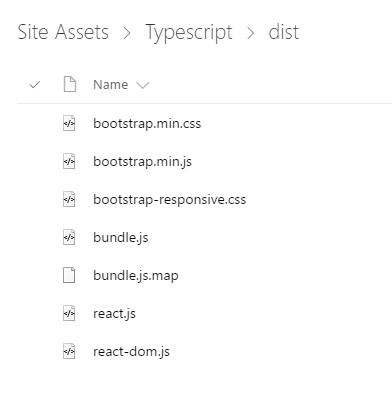 Site Assets > Typescript > dist
Name
bootstrap.min.css
bootstrap.min.js
bootstrap-responsive.css
bundle.js
bundle.js.map
react.js
react-dom.js